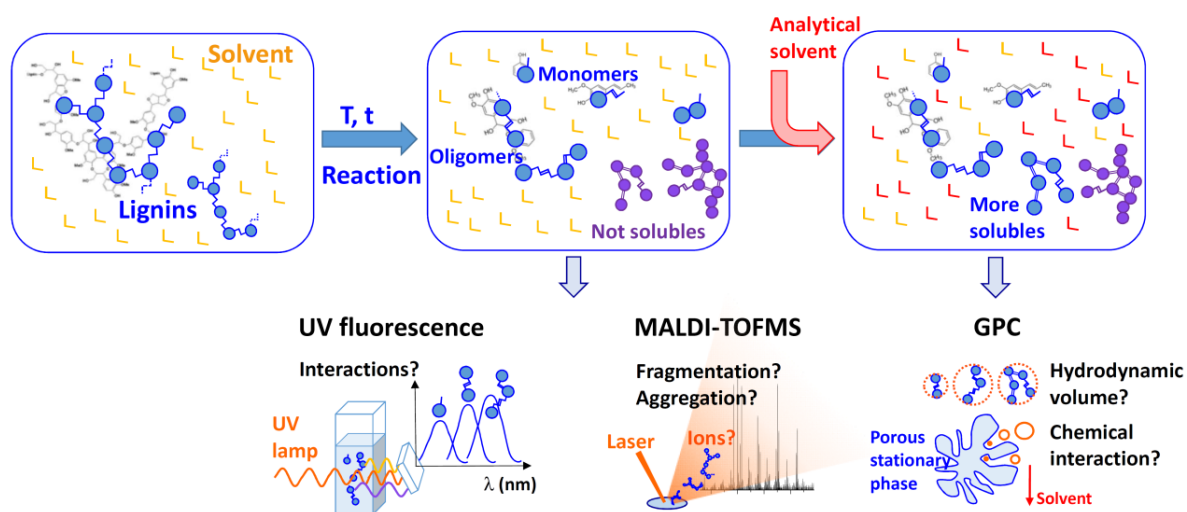 Solvent
Lignins
T, t
Reaction
Monomers
Oligomers
Not solubles
Analytical
solvent
More
solubles
UV fluorescence
Interactions?
UV
lamp
λ (nm)
MALDI-TOFMS
Fragmentation?
Aggregation?
Laser
Ions?
GPC
Hydrodynamic
volume?
Porous
stationary
phase
Chemical
interaction?
Solvent